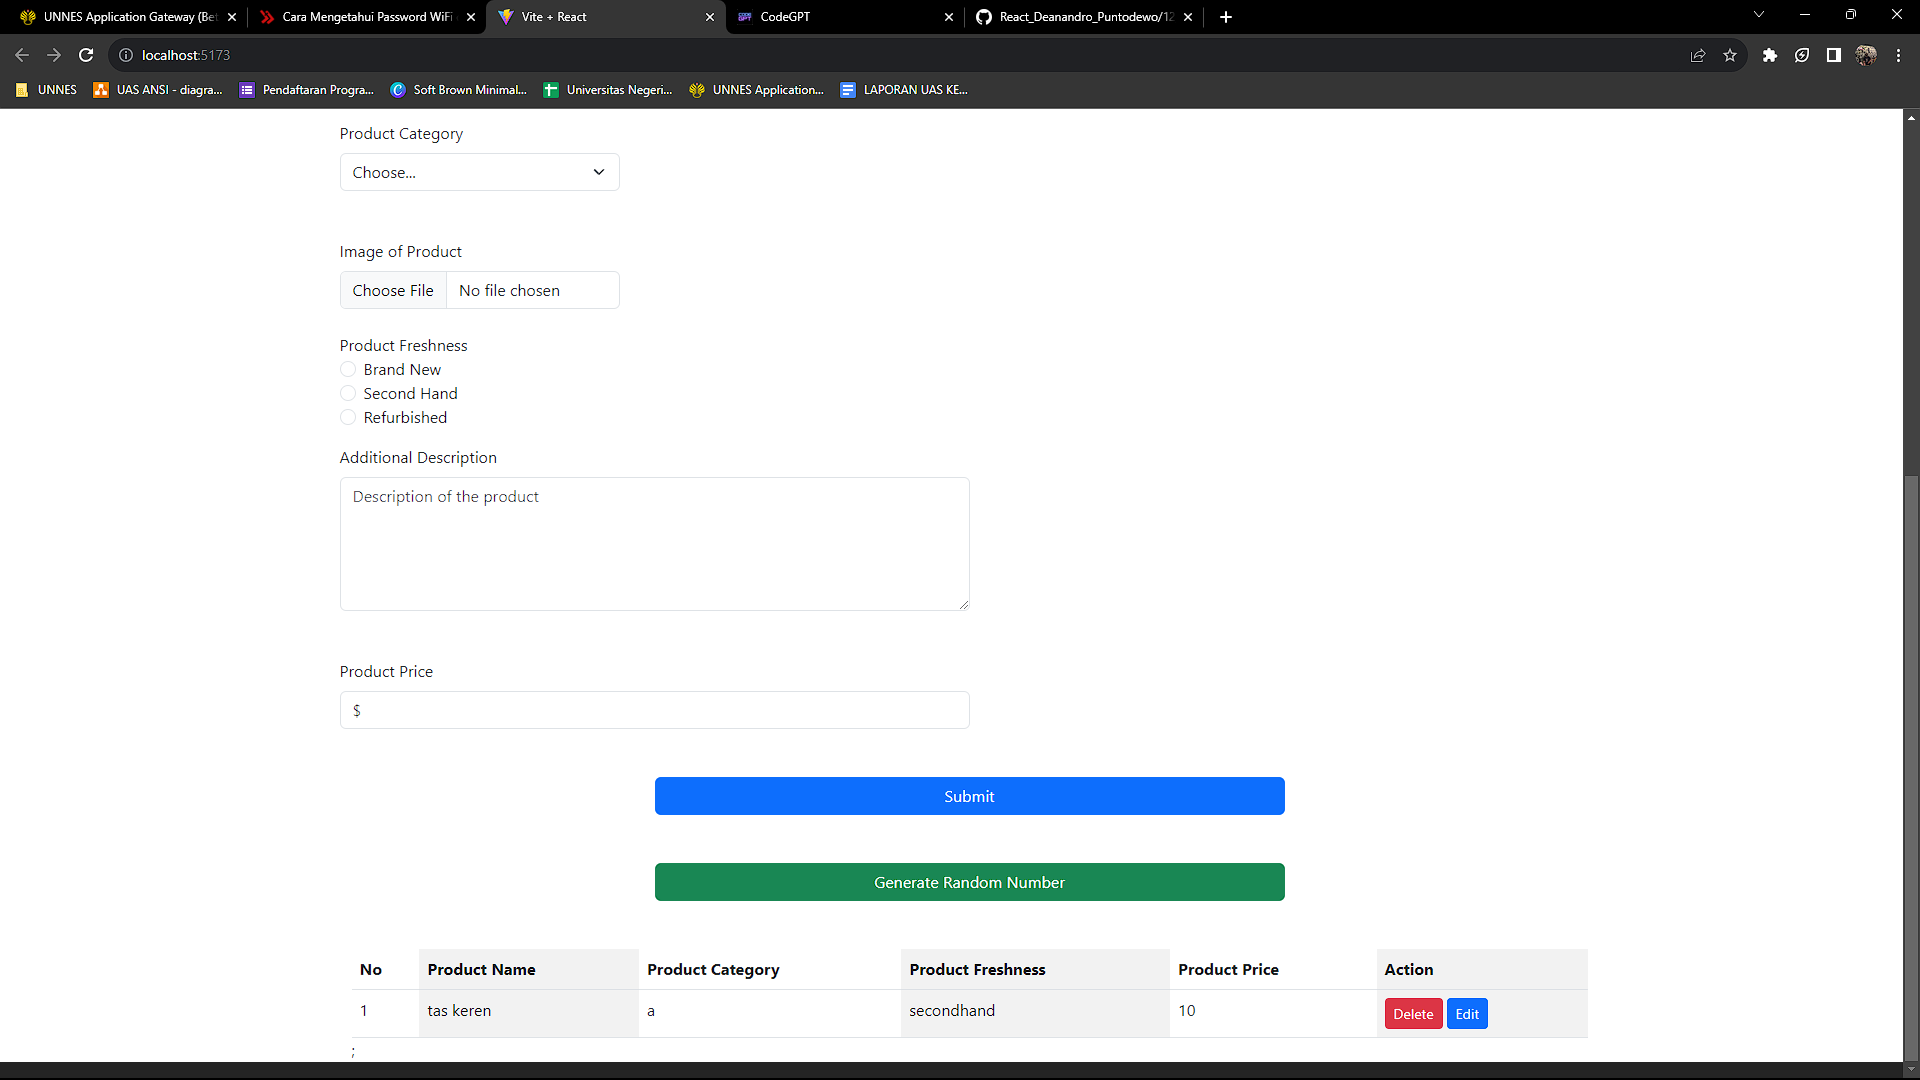 UNNES Application Gateway (Bet
Cara Mengetahui Password WiFi
Vite + React
CodeGPT
React_Deanandro_Puntodewo/12
localhost:5173
UNNES
UAS ANSI - diagra...
Pendaftaran Progra...
Soft Brown Minimal...
Universitas Negeri...
UNNES Application...
LAPORAN UAS KE...
Product Category
Choose...
Image of Product
Choose File No file chosen
Product Freshness
Brand New
Second Hand
Refurbished
Additional Description
Description of the product
Product Price
$
Submit
Generate Random Number
No Product Name Product Category Product Freshness Product Price Action
1 tas keren a secondhand 10 Delete Edit
;